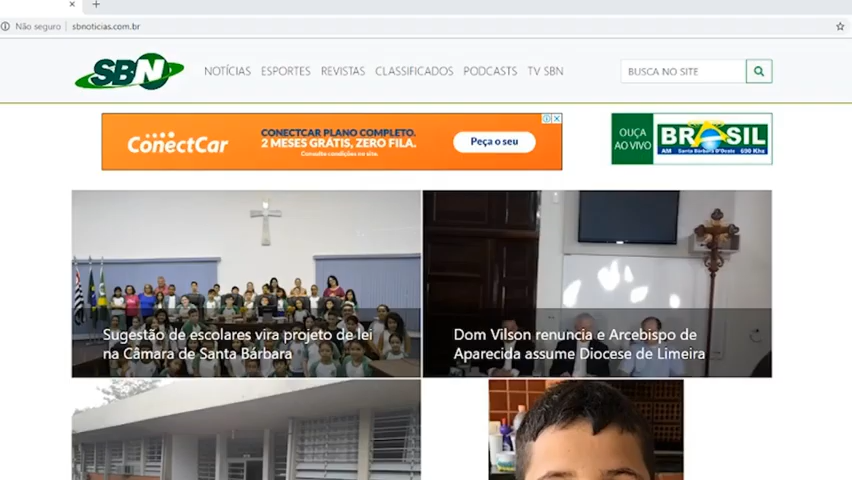 Não seguro
sbnoticias.com.br
SBN
NOTÍCIAS ESPORTES REVISTAS CLASSIFICADOS PODCASTS TV SBN
BUSCA NO SITE
ConectCar
CONECTCAR PLANO COMPLETO.
2 MESES GRÁTIS, ZERO FILA.
Consulte condições no site.
Peça o seu
OUÇA
AO VIVO
BRASIL
AM Santa Bárbara D'Oeste 690 Khz
Sugestão de escolares vira projeto de lei
na Câmara de Santa Bárbara
Dom Vilson renuncia e Arcebispo de
Aparecida assume Diocese de Limeira